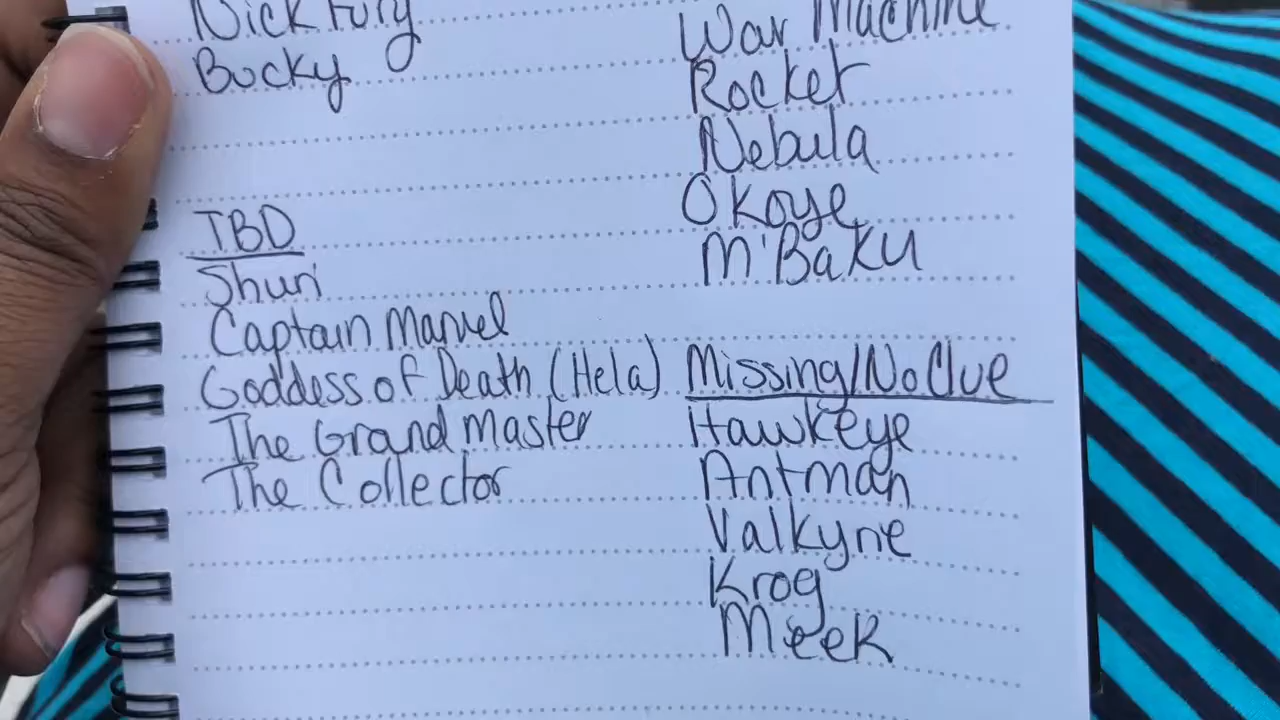 Nick Fury
Bucky
TBD
Shuri
Captain Marvel
Goddess of Death (Hela)
The Grand Master
The Collector
War Machine
Rocket
Nebula
Okoye
M'Baku
Missing/No Clue
Hawkeye
Antman
Valkyrie
Krog
Meek